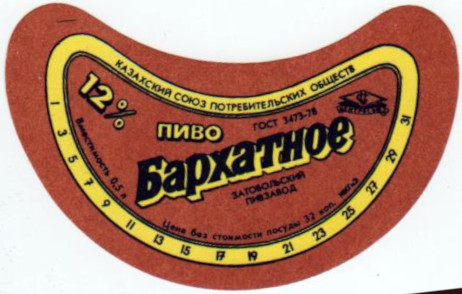 КАЗАХСКИЙ СОЮЗ ПОТРЕБИТЕЛЬСКИХ ОБЩЕСТВ
12%
ПИВО
ГОСТ 3473-78
Бархатное
ЗАТОБОЛЬСКИЙ
ПИВЗАВОД
Вместимость 0,5 л
Цена без стоимости посуды 32 коп.
1 3 5 7 9 11 13 15 17 19 21 23 25 27 29 31